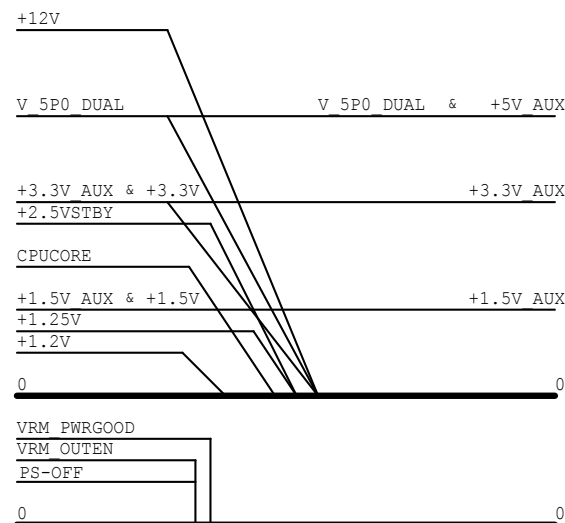 +12V
V_5P0_DUAL V_5P0_DUAL & +5V_AUX
+3.3V_AUX & +3.3V +3.3V_AUX
+2.5VSTBY
CPUCORE
+1.5V_AUX & +1.5V +1.5V_AUX
+1.25V
+1.2V
0 0
VRM_PWRGOOD
VRM_OUTEN
PS-OFF
0 0